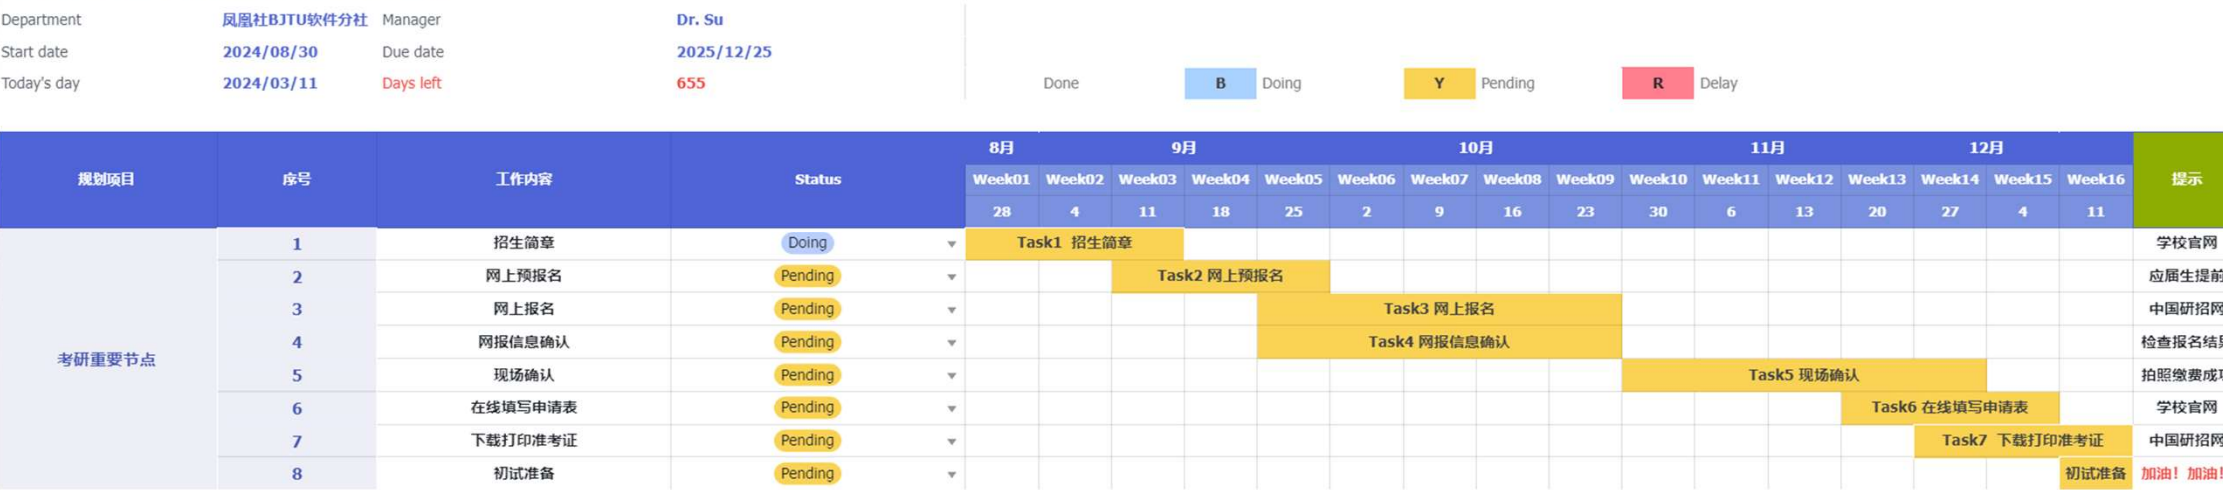 Department 凤凰社BJTU软件分社 Manager Dr. Su
Start date 2024/08/30 Due date 2025/12/25
Today's day 2024/03/11 Days left 655 Done B Doing Y Pending R Delay
8月 9月 10月 11月 12月
规划项目 序号 工作内容 Status Week01 Week02 Week03 Week04 Week05 Week06 Week07 Week08 Week09 Week10 Week11 Week12 Week13 Week14 Week15 Week16 提示
28 4 11 18 25 2 9 16 23 30 6 13 20 27 4 11
1 招生简章 Doing Task1 招生简章 学校官网
2 网上预报名 Pending Task2 网上预报名 应届生提前
3 网上报名 Pending Task3 网上报名 中国研招网
考研重要节点 4 网报信息确认 Pending Task4 网报信息确认 检查报名结果
5 现场确认 Pending Task5 现场确认 拍照缴费成功
6 在线填写申请表 Pending Task6 在线填写申请表 学校官网
7 下载打印准考证 Pending Task7 下载打印准考证 中国研招网
8 初试准备 Pending 初试准备 加油！加油！